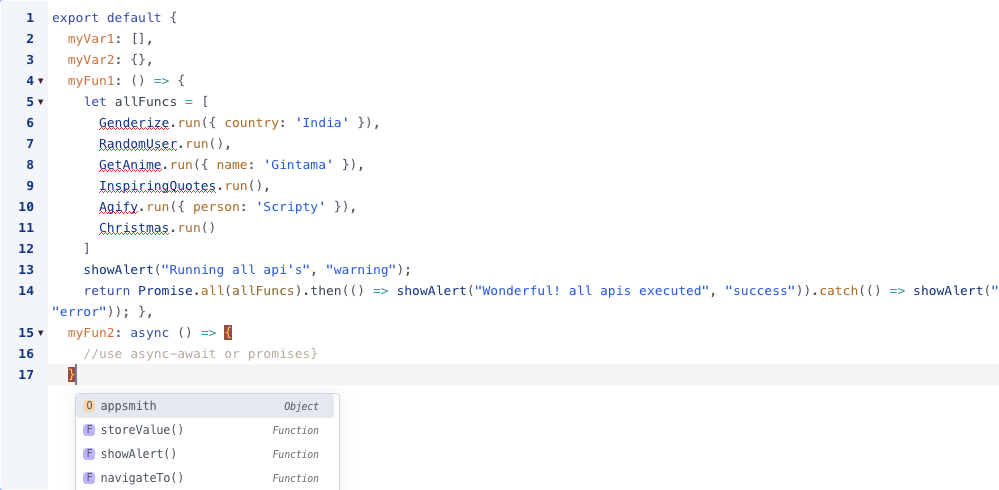 1 export default {
2 myVar1: [],
3 myVar2: {},
4 myFun1: () => {
5 let allFuncs = [
6 Genderize.run({ country: 'India' }),
7 RandomUser.run(),
8 GetAnime.run({ name: 'Gintama' }),
9 InspiringQuotes.run(),
10 Agify.run({ person: 'Scripty' }),
11 Christmas.run()
12 ]
13 showAlert("Running all api's", "warning");
14 return Promise.all(allFuncs).then(() => showAlert("Wonderful! all apis executed", "success")).catch(() => showAlert("
"error")); },
15 myFun2: async () => {
16 //use async-await or promises}
17 }
O appsmith Object
F storeValue() Function
F showAlert() Function
F navigateTo() Function